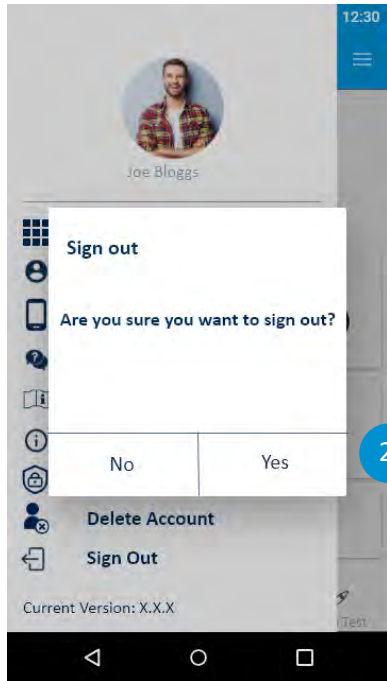 12:30
Joe Bloggs
Sign out
Are you sure you want to sign out?
No
Yes
2
Delete Account
Sign Out
Current Version: X.X.X
Test